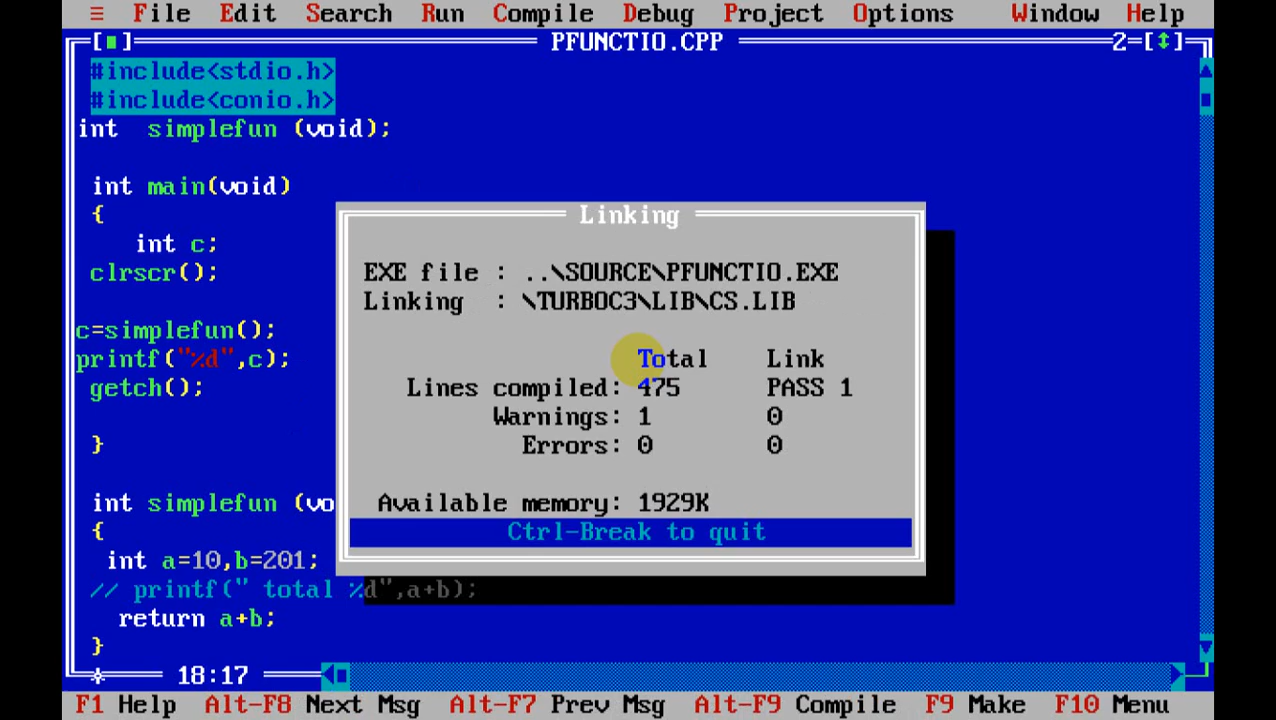 ≡ File Edit Search Run Compile Debug Project Options Window Help
[■] PFUNCTIO.CPP 2=[↕]
#include<stdio.h>
#include<conio.h>
int simplefun (void);
int main(void)
{
int c;
clrscr();
c=simplefun();
printf("%d",c);
getch();
}
int simplefun (vo
{
int a=10,b=201;
// printf(" total %d",a+b);
return a+b;
}
Linking
EXE file : ..\SOURCE\PFUNCTIO.EXE
Linking : \TURBOC3\LIB\CS.LIB
Total Link
Lines compiled: 475 PASS 1
Warnings: 1 0
Errors: 0 0
Available memory: 1929K
Ctrl-Break to quit
18:17
F1 Help Alt-F8 Next Msg Alt-F7 Prev Msg Alt-F9 Compile F9 Make F10 Menu